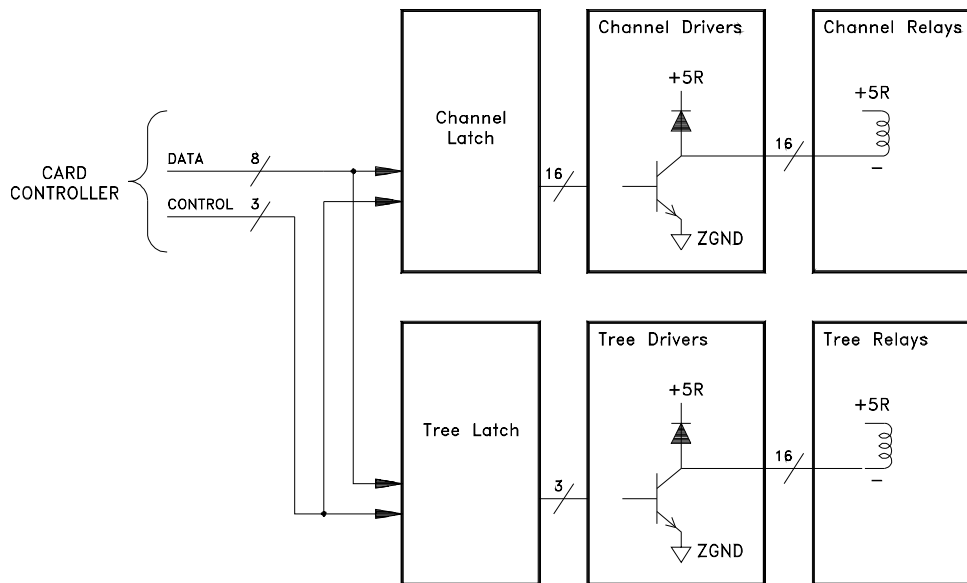 CARD
CONTROLLER
DATA
8
CONTROL 3
Channel
Latch
16
Channel Drivers
+5R
ZGND
16
Channel Relays
+5R
–
Tree Latch
3
Tree Drivers
+5R
ZGND
16
Tree Relays
+5R
–